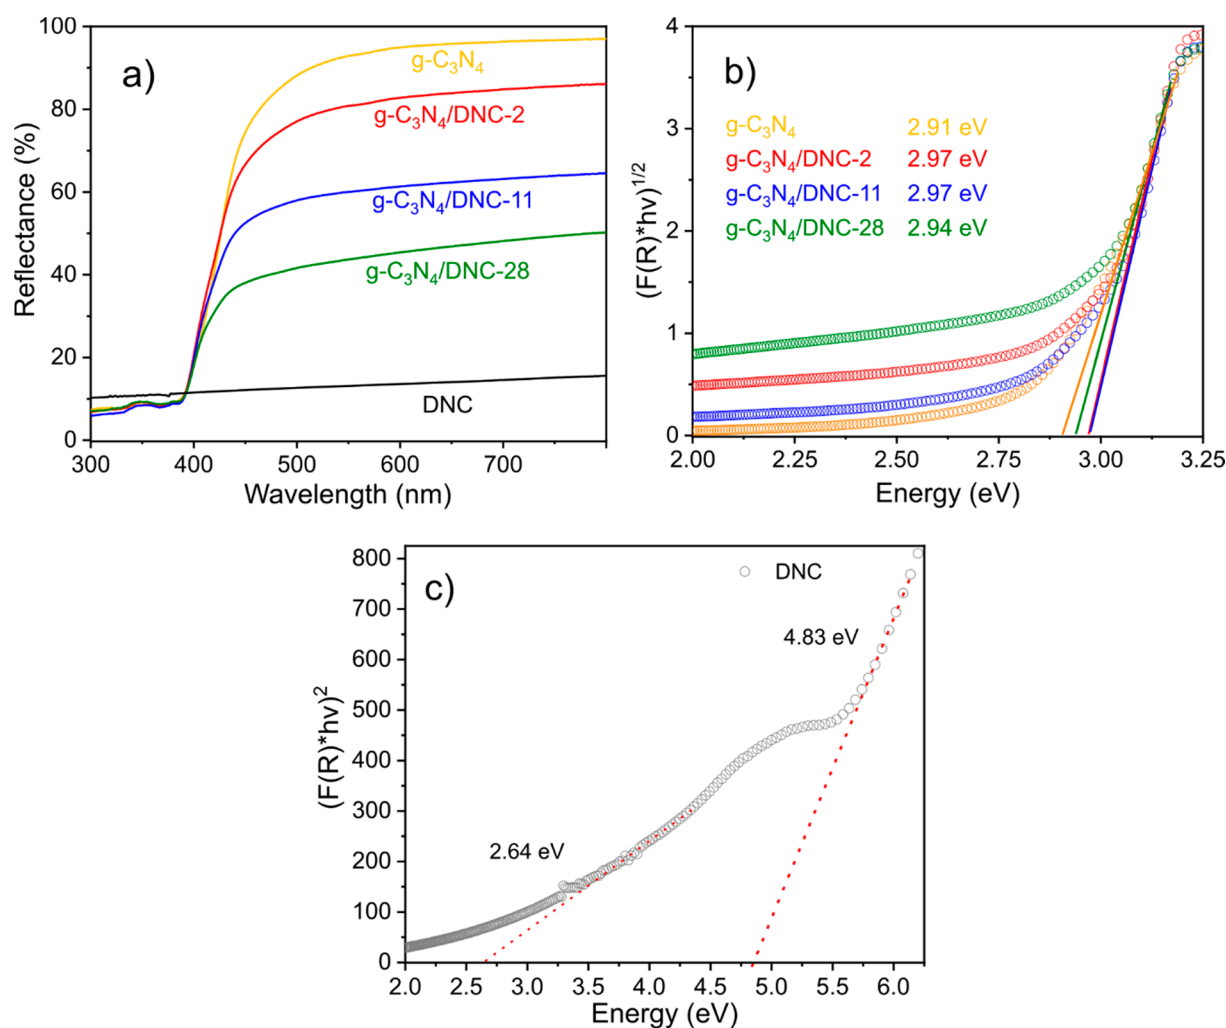 a)
g-C₃N₄
g-C₃N₄/DNC-2
g-C₃N₄/DNC-11
g-C₃N₄/DNC-28
DNC
Reflectance (%)
100
80
60
40
20
0
300 400 500 600 700
Wavelength (nm)
b)
g-C₃N₄ 2.91 eV
g-C₃N₄/DNC-2 2.97 eV
g-C₃N₄/DNC-11 2.97 eV
g-C₃N₄/DNC-28 2.94 eV
(F(R)*hv)¹ᐟ²
4
3
2
1
0
2.00 2.25 2.50 2.75 3.00 3.25
Energy (eV)
c)
DNC
4.83 eV
2.64 eV
(F(R)*hv)²
800
700
600
500
400
300
200
100
0
2.0 2.5 3.0 3.5 4.0 4.5 5.0 5.5 6.0
Energy (eV)